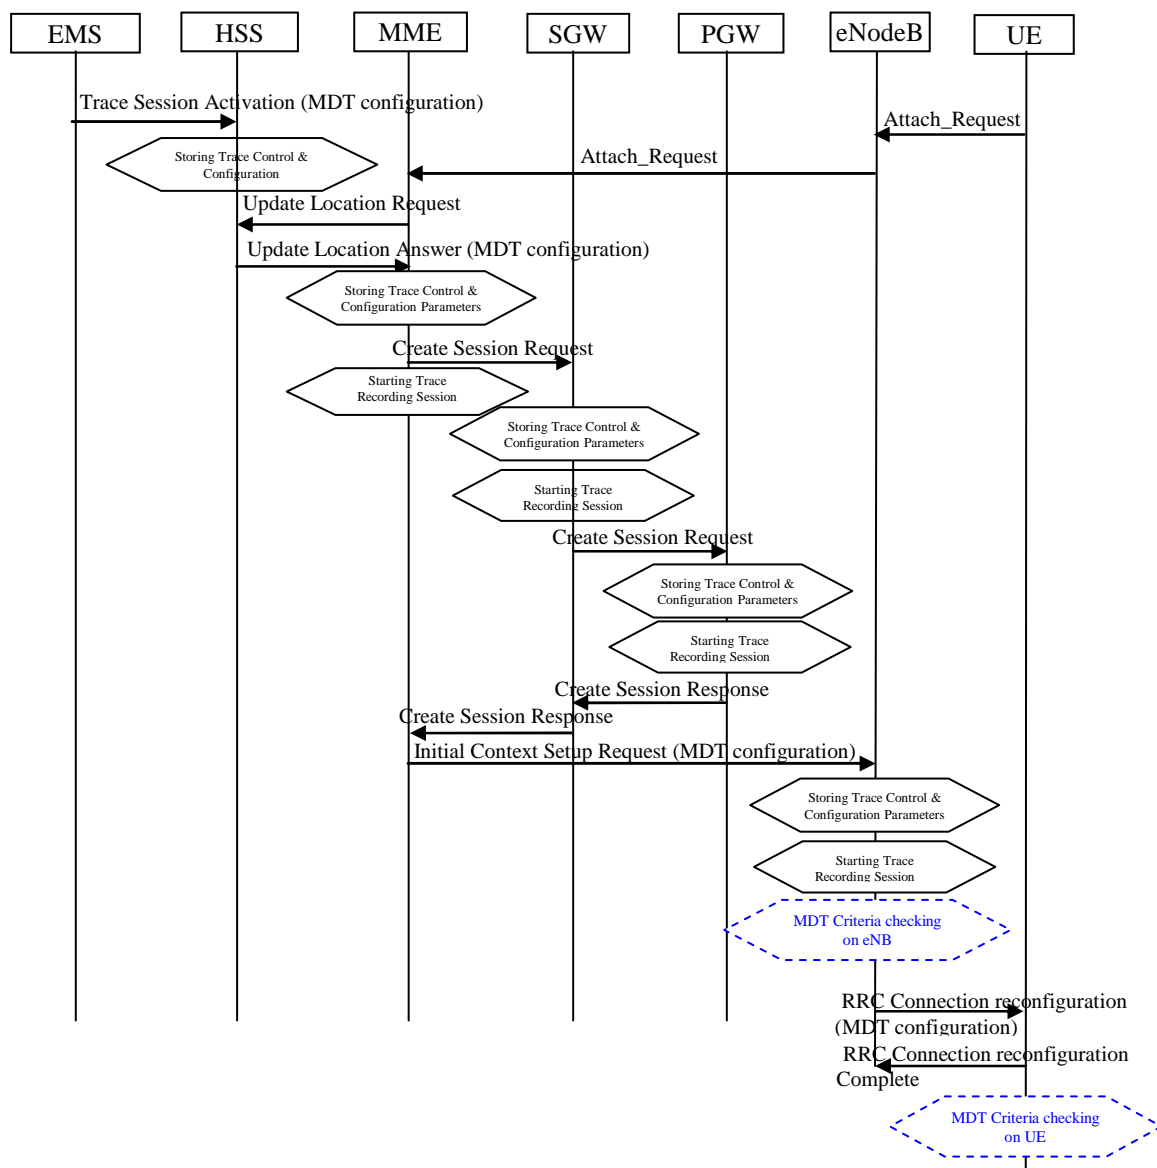 EMS
HSS
MME
SGW
PGW
eNodeB
UE
Trace Session Activation (MDT configuration)
Attach_Request
Storing Trace Control &
Configuration
Attach_Request
Update Location Request
Update Location Answer (MDT configuration)
Storing Trace Control &
Configuration Parameters
Create Session Request
Starting Trace
Recording Session
Storing Trace Control &
Configuration Parameters
Starting Trace
Recording Session
Create Session Request
Storing Trace Control &
Configuration Parameters
Starting Trace
Recording Session
Create Session Response
Create Session Response
Initial Context Setup Request (MDT configuration)
Storing Trace Control &
Configuration Parameters
Starting Trace
Recording Session
MDT Criteria checking
on eNB
RRC Connection reconfiguration
(MDT configuration)
RRC Connection reconfiguration
Complete
MDT Criteria checking
on UE